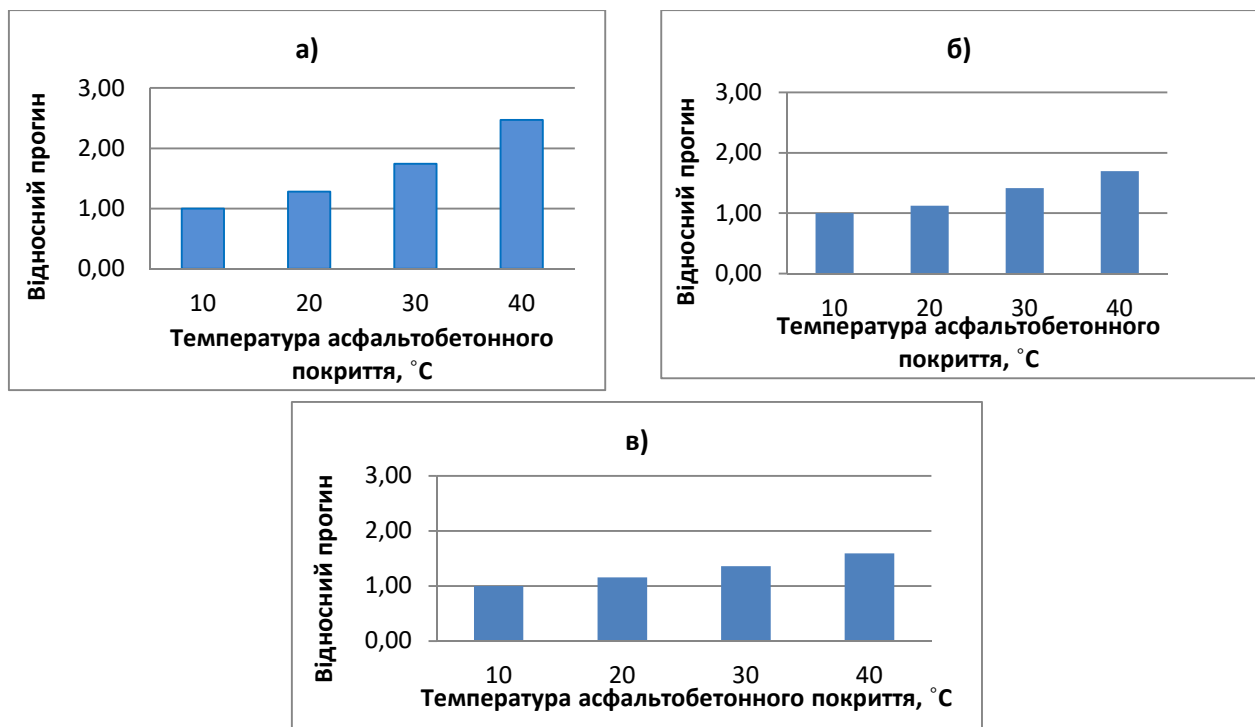 а)
Відносний прогин
3,00
2,00
1,00
0,00
10 20 30 40
Температура асфальтобетонного
покриття, °С
б)
Відносний прогин
3,00
2,00
1,00
0,00
10 20 30 40
Температура асфальтобетонного
покриття, °С
в)
Відносний прогин
3,00
2,00
1,00
0,00
10 20 30 40
Температура асфальтобетонного покриття, °С